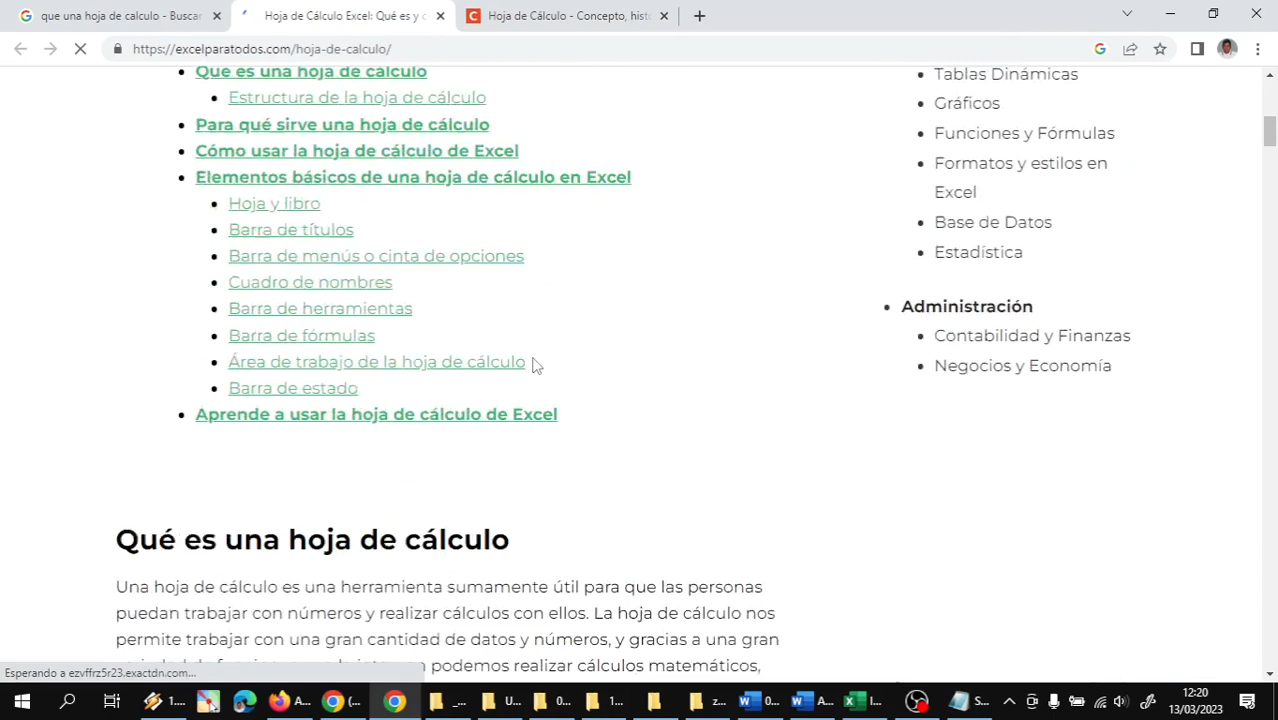 que una hoja de calculo - Buscar
Hoja de Cálculo Excel: Qué es y c
Hoja de Cálculo - Concepto, hist
https://excelparatodos.com/hoja-de-calculo/
Qué es una hoja de cálculo
Estructura de la hoja de cálculo
Para qué sirve una hoja de cálculo
Cómo usar la hoja de cálculo de Excel
Elementos básicos de una hoja de cálculo en Excel
Hoja y libro
Barra de títulos
Barra de menús o cinta de opciones
Cuadro de nombres
Barra de herramientas
Barra de fórmulas
Área de trabajo de la hoja de cálculo
Barra de estado
Aprende a usar la hoja de cálculo de Excel
Tablas Dinámicas
Gráficos
Funciones y Fórmulas
Formatos y estilos en
Excel
Base de Datos
Estadística
Administración
Contabilidad y Finanzas
Negocios y Economía
Qué es una hoja de cálculo
Una hoja de cálculo es una herramienta sumamente útil para que las personas
puedan trabajar con números y realizar cálculos con ellos. La hoja de cálculo nos
permite trabajar con una gran cantidad de datos y números, y gracias a una gran
podemos realizar cálculos matemáticos,
Esperando a ezvffrz5r23.exactdn.com...
1....
A...
(...
_...
U...
0...
1...
z...
0...
A...
I...
S...
12:20
13/03/2023